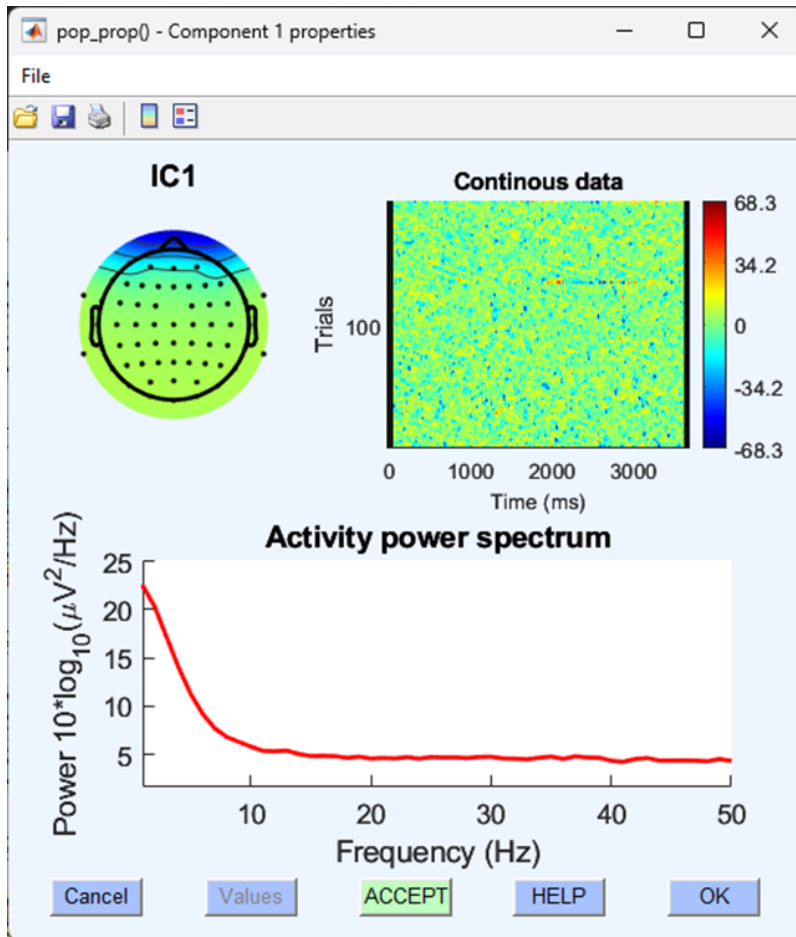 pop_prop() - Component 1 properties
File
IC1
Continous data
68.3
34.2
0
-34.2
-68.3
Trials
100
0 1000 2000 3000
Time (ms)
Activity power spectrum
Power 10*log10(μV2/Hz)
25
20
15
10
5
10 20 30 40 50
Frequency (Hz)
Cancel Values ACCEPT HELP OK